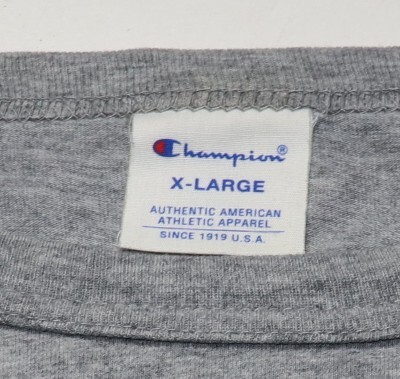 Champion®
X-LARGE
AUTHENTIC AMERICAN
ATHLETIC APPAREL
SINCE 1919 U.S.A.